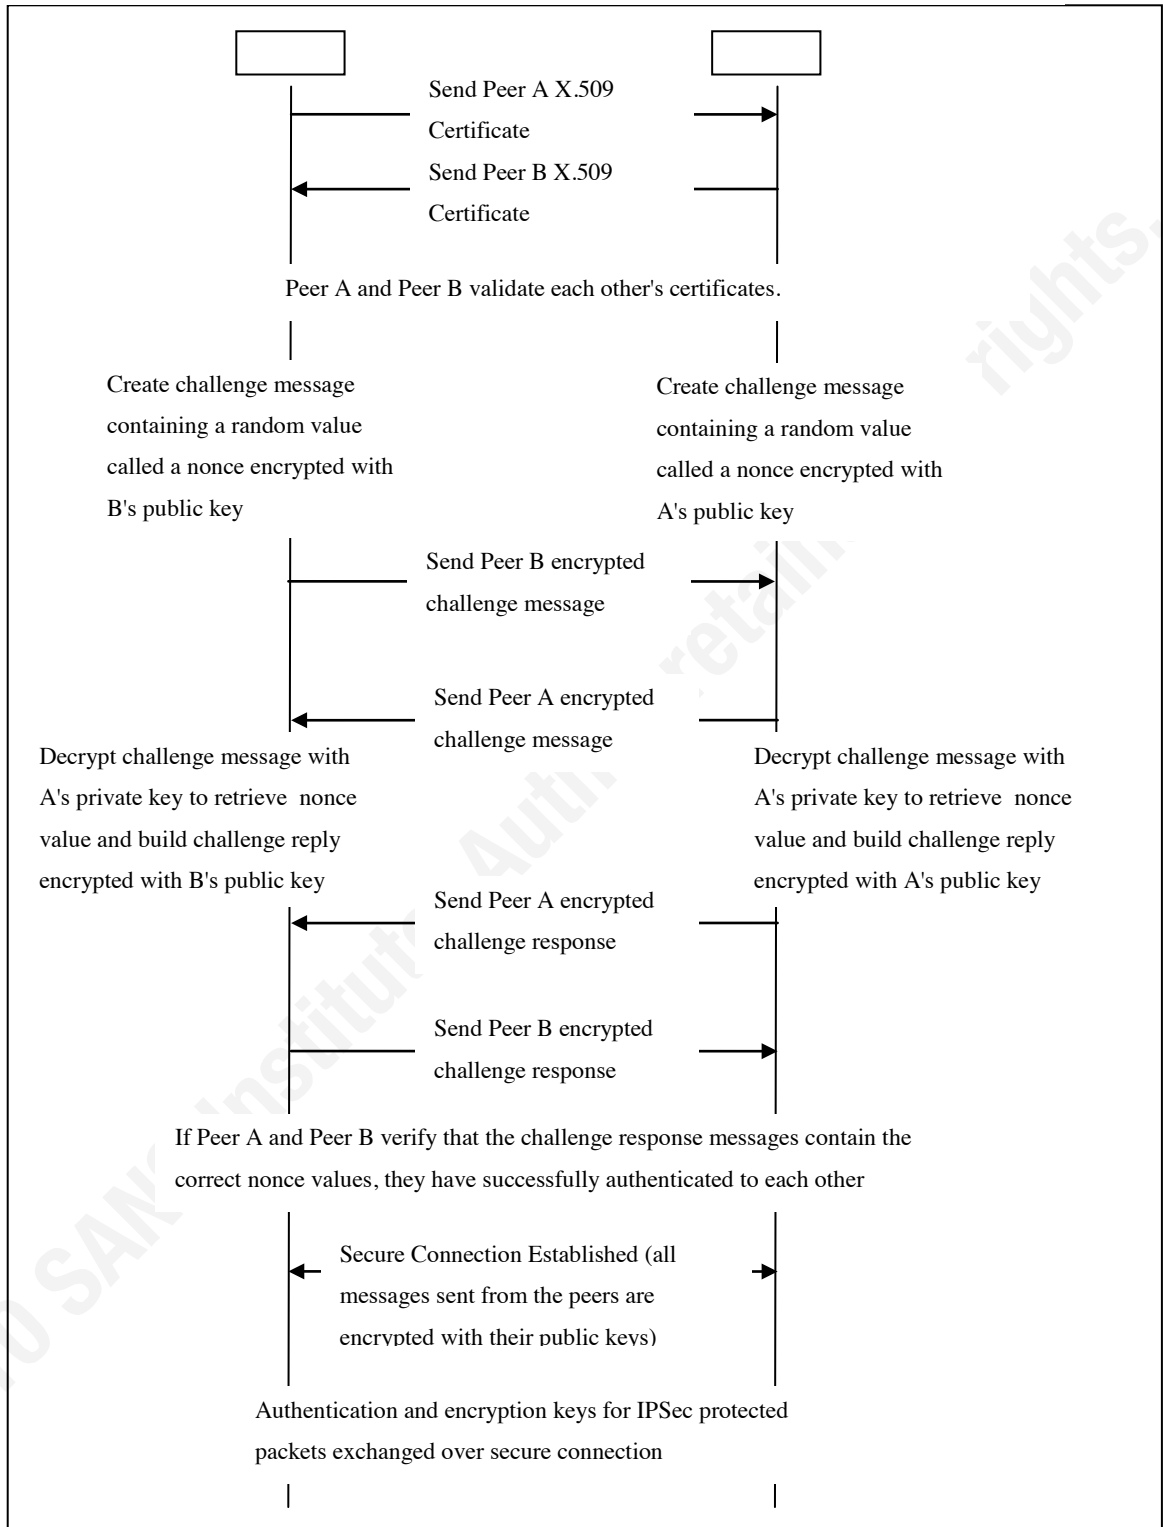 Send Peer A X.509
Certificate
Send Peer B X.509
Certificate
Peer A and Peer B validate each other's certificates.
Create challenge message
containing a random value
called a nonce encrypted with
B's public key
Create challenge message
containing a random value
called a nonce encrypted with
A's public key
Send Peer B encrypted
challenge message
Send Peer A encrypted
challenge message
Decrypt challenge message with
A's private key to retrieve nonce
value and build challenge reply
encrypted with B's public key
Decrypt challenge message with
A's private key to retrieve nonce
value and build challenge reply
encrypted with A's public key
Send Peer A encrypted
challenge response
Send Peer B encrypted
challenge response
If Peer A and Peer B verify that the challenge response messages contain the
correct nonce values, they have successfully authenticated to each other
Secure Connection Established (all
messages sent from the peers are
encrypted with their public keys)
Authentication and encryption keys for IPSec protected
packets exchanged over secure connection
rights.